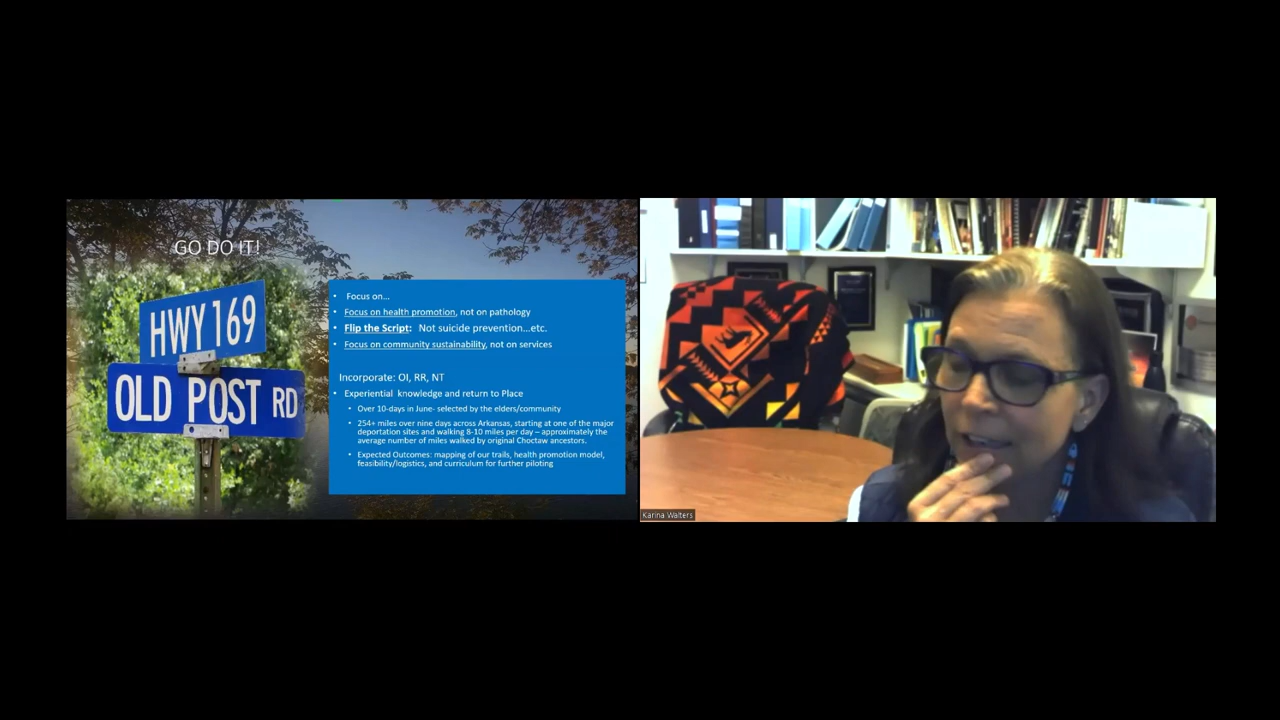 GO DO IT!
HWY 169
OLD POST RD
• Focus on...
• Focus on health promotion, not on pathology
• Flip the Script: Not suicide prevention...etc.
• Focus on community sustainability, not on services
Incorporate: OI, RR, NT
• Experiential knowledge and return to Place
• Over 10-days in June- selected by the elders/community
• 254+ miles over nine days across Arkansas, starting at one of the major
deportation sites and walking 8-10 miles per day – approximately the
average number of miles walked by original Choctaw ancestors.
• Expected Outcomes: mapping of our trails, health promotion model,
feasibility/logistics, and curriculum for further piloting
Karina Walters